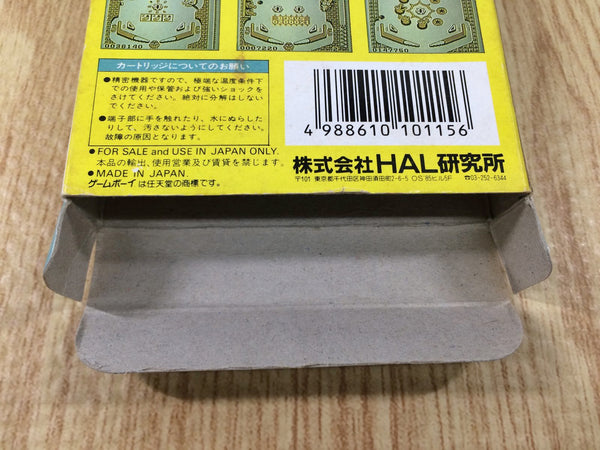 0038140
0007220
0147750
カートリッジについてのお願い
●精密機器ですので、極端な温度条件下
での使用や保管および強いショックを
さけてください。絶対に分解はしない
でください。
●端子部に手を触れたり、水にぬらした
りして、汚さないようにしてください。
故障の原因となります。
●FOR SALE and USE IN JAPAN ONLY.
本品の輸出、使用営業及び賃貸を禁じます。
●MADE IN JAPAN.
ゲームボーイは任天堂の商標です。
4 988610 101156
株式会社HAL研究所
〒101 東京都千代田区神田須田町2-6-5 OS'85ビル5F ☎03-252-6344